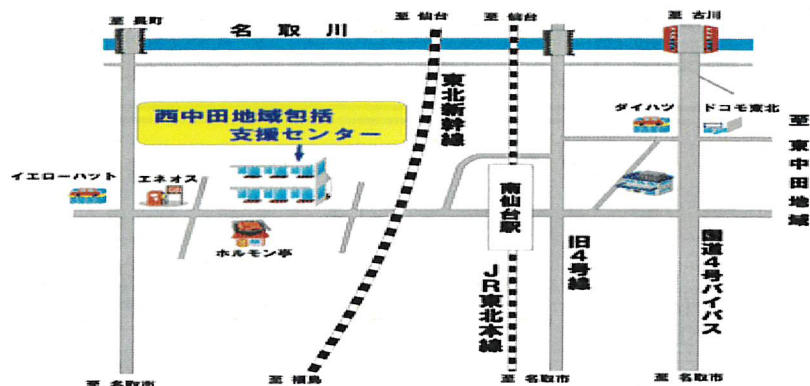 至 長町
名取川
至 仙台
至 仙台
至 古川
東北新幹線
ダイハツ
ドコモ東北
至 東中田地域
西中田地域包括
支援センター
イエローハット
エネオス
ホルモン亭
南仙台駅
旧4号線
国道4号バイパス
JR東北本線
至 名取市
至 福島
至 名取市
至 名取市